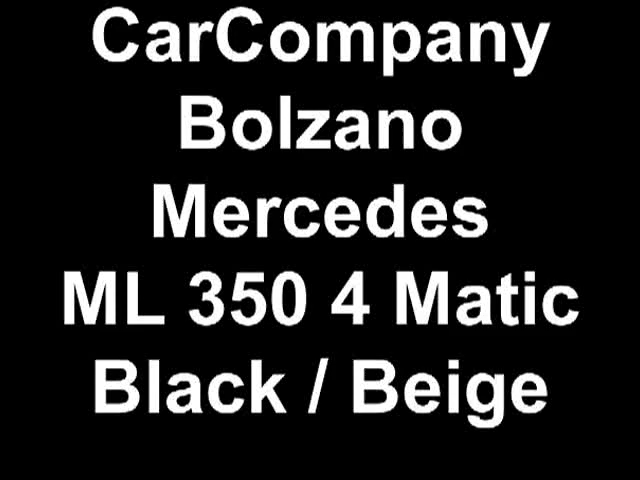 CarCompany
Bolzano
Mercedes
ML 350 4 Matic
Black / Beige